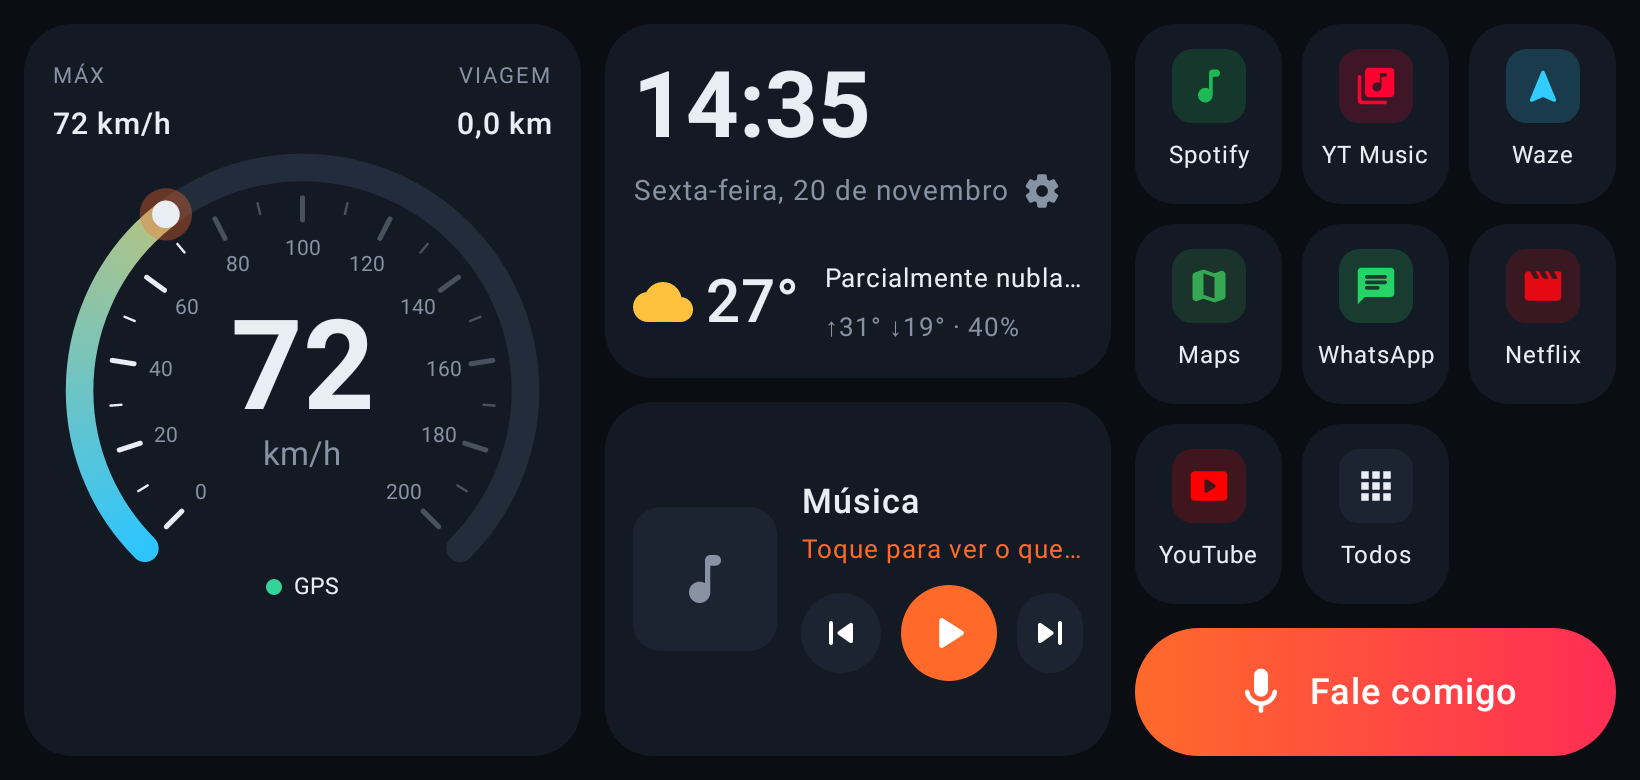 MÁX
72 km/h
VIAGEM
0,0 km
0
20
40
60
80
100
120
140
160
180
200
72
km/h
GPS
14:35
Sexta-feira, 20 de novembro
27°
Parcialmente nubla...
↑31° ↓19° · 40%
Música
Toque para ver o que...
Spotify
YT Music
Waze
Maps
WhatsApp
Netflix
YouTube
Todos
Fale comigo